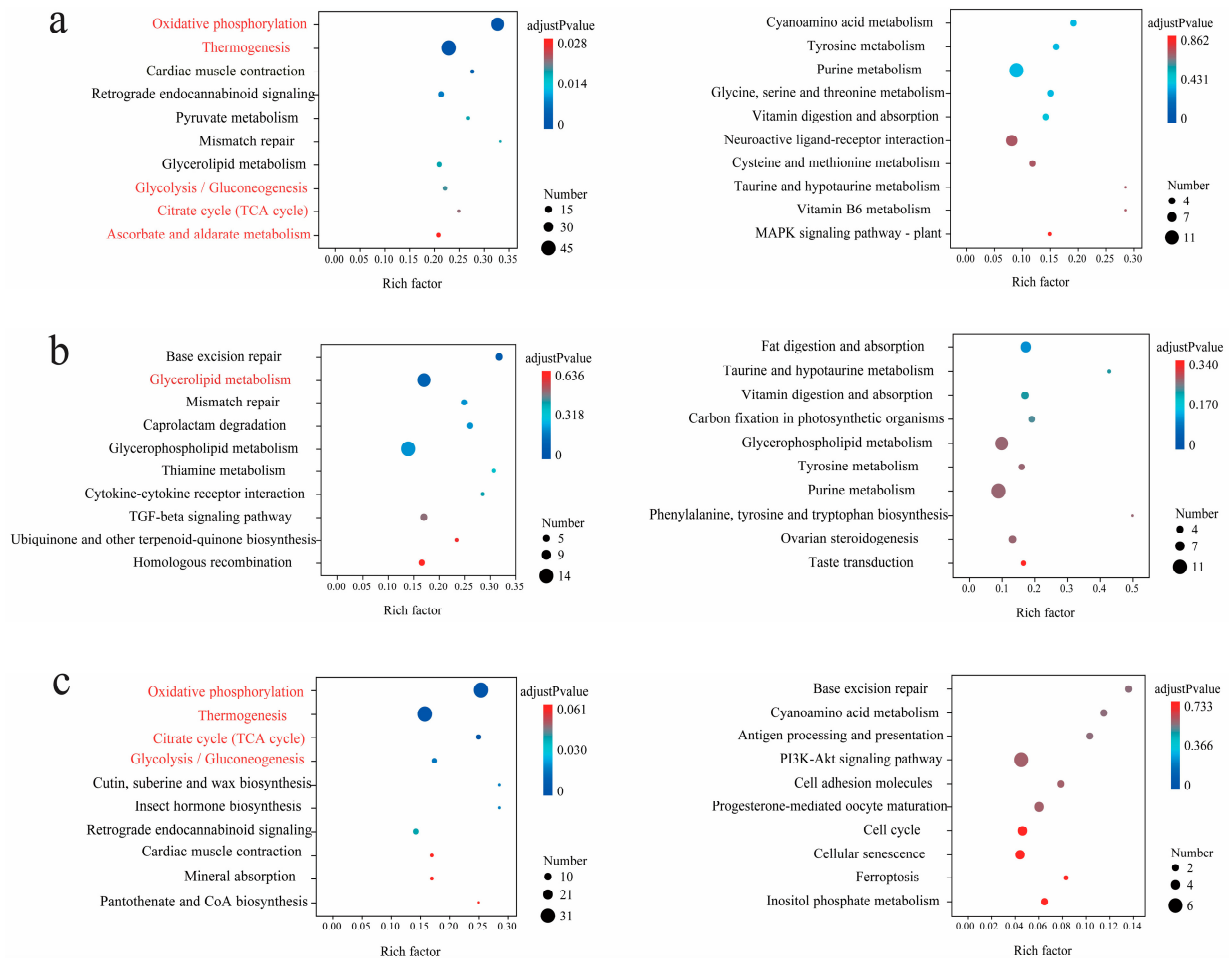 a
Oxidative phosphorylation
Thermogenesis
Cardiac muscle contraction
Retrograde endocannabinoid signaling
Pyruvate metabolism
Mismatch repair
Glycerolipid metabolism
Glycolysis / Gluconeogenesis
Citrate cycle (TCA cycle)
Ascorbate and aldarate metabolism
0.00 0.05 0.10 0.15 0.20 0.25 0.30 0.35
Rich factor
adjustPvalue
0.028
0.014
0
Number
15
30
45
Cyanoamino acid metabolism
Tyrosine metabolism
Purine metabolism
Glycine, serine and threonine metabolism
Vitamin digestion and absorption
Neuroactive ligand-receptor interaction
Cysteine and methionine metabolism
Taurine and hypotaurine metabolism
Vitamin B6 metabolism
MAPK signaling pathway - plant
0.00 0.05 0.10 0.15 0.20 0.25 0.30
Rich factor
adjustPvalue
0.862
0.431
0
Number
4
7
11
b
Base excision repair
Glycerolipid metabolism
Mismatch repair
Caprolactam degradation
Glycerophospholipid metabolism
Thiamine metabolism
Cytokine-cytokine receptor interaction
TGF-beta signaling pathway
Ubiquinone and other terpenoid-quinone biosynthesis
Homologous recombination
0.00 0.05 0.10 0.15 0.20 0.25 0.30 0.35
Rich factor
adjustPvalue
0.636
0.318
0
Number
5
9
14
Fat digestion and absorption
Taurine and hypotaurine metabolism
Vitamin digestion and absorption
Carbon fixation in photosynthetic organisms
Glycerophospholipid metabolism
Tyrosine metabolism
Purine metabolism
Phenylalanine, tyrosine and tryptophan biosynthesis
Ovarian steroidogenesis
Taste transduction
0.0 0.1 0.2 0.3 0.4 0.5
Rich factor
adjustPvalue
0.340
0.170
0
Number
4
7
11
c
Oxidative phosphorylation
Thermogenesis
Citrate cycle (TCA cycle)
Glycolysis / Gluconeogenesis
Cutin, suberine and wax biosynthesis
Insect hormone biosynthesis
Retrograde endocannabinoid signaling
Cardiac muscle contraction
Mineral absorption
Pantothenate and CoA biosynthesis
0.00 0.05 0.10 0.15 0.20 0.25 0.30
Rich factor
adjustPvalue
0.061
0.030
0
Number
10
21
31
Base excision repair
Cyanoamino acid metabolism
Antigen processing and presentation
PI3K-Akt signaling pathway
Cell adhesion molecules
Progesterone-mediated oocyte maturation
Cell cycle
Cellular senescence
Ferroptosis
Inositol phosphate metabolism
0.00 0.02 0.04 0.06 0.08 0.10 0.12 0.14
Rich factor
adjustPvalue
0.733
0.366
0
Number
2
4
6